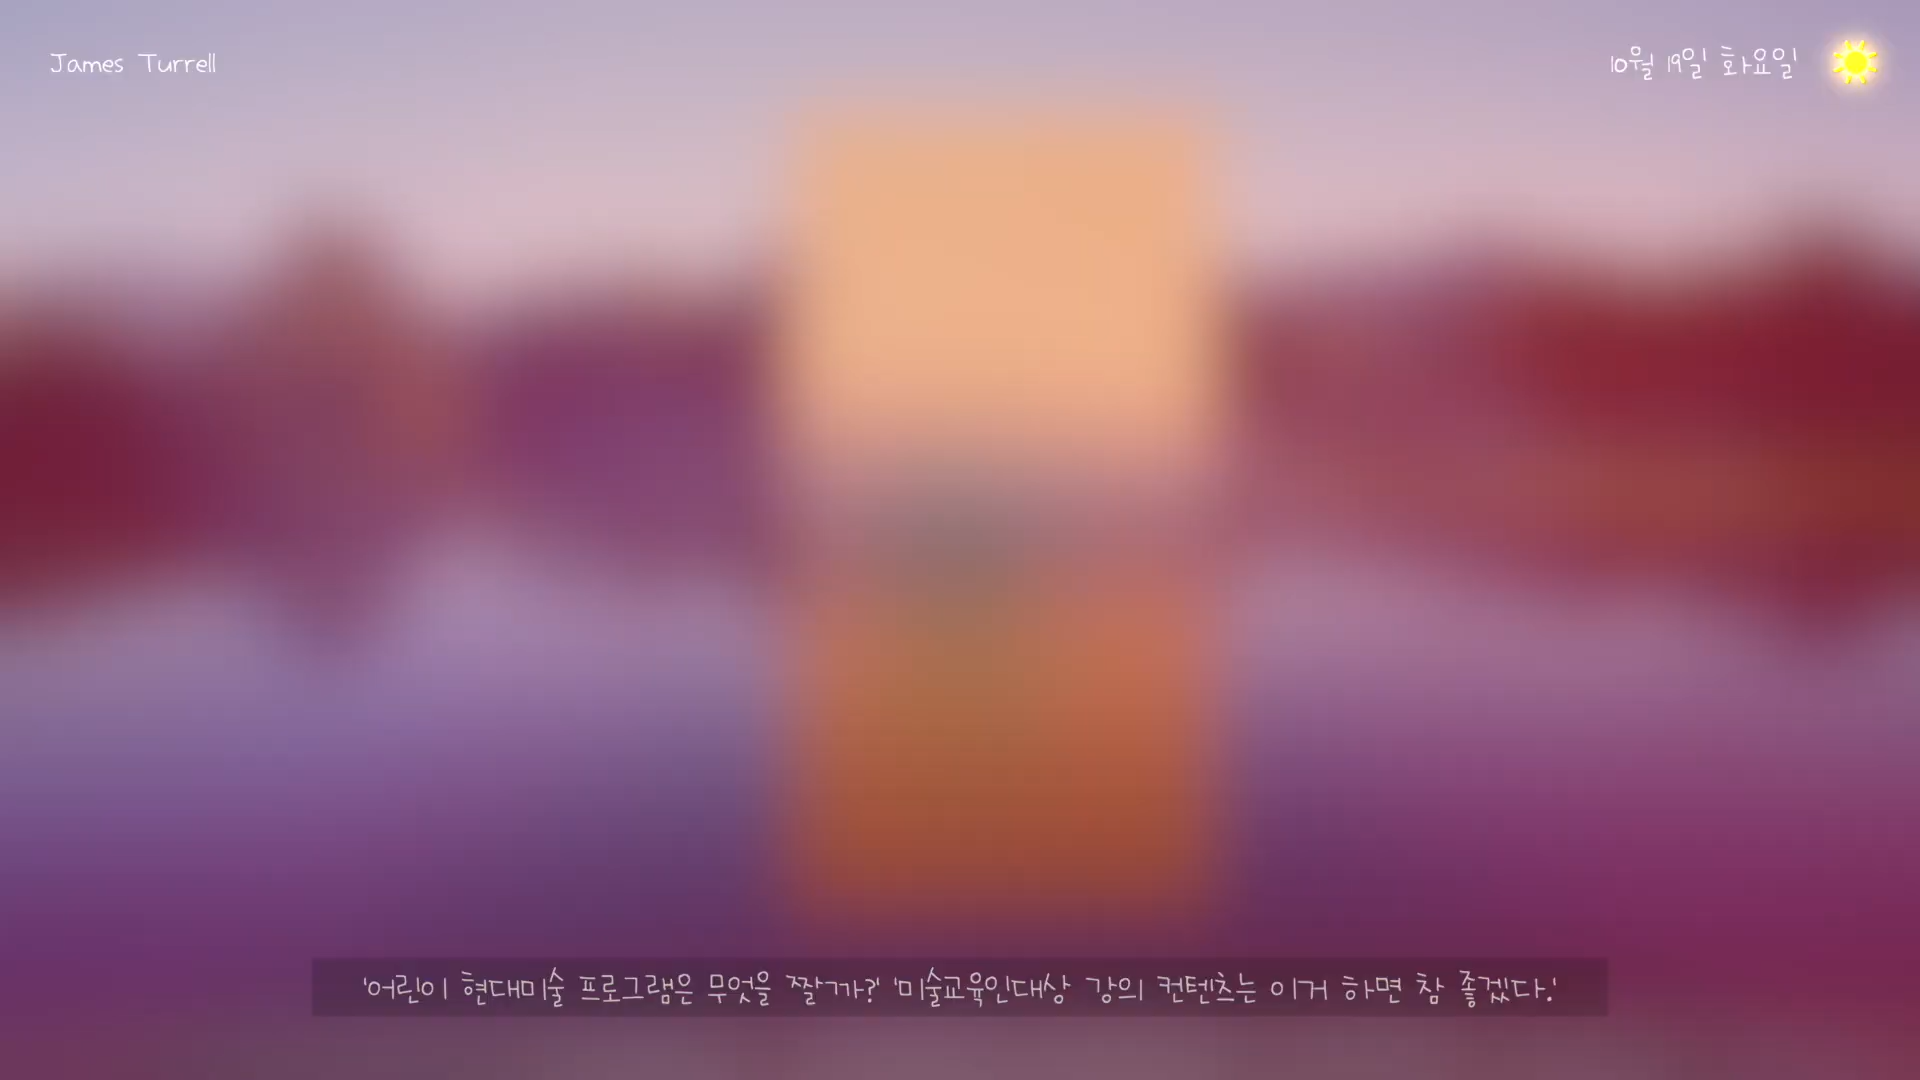 James Turrell
10월 19일 화요일
'어린이 현대미술 프로그램은 무엇을 짤까?' '미술교육인대상 강의 컨텐츠는 이거 하면 참 좋겠다.'